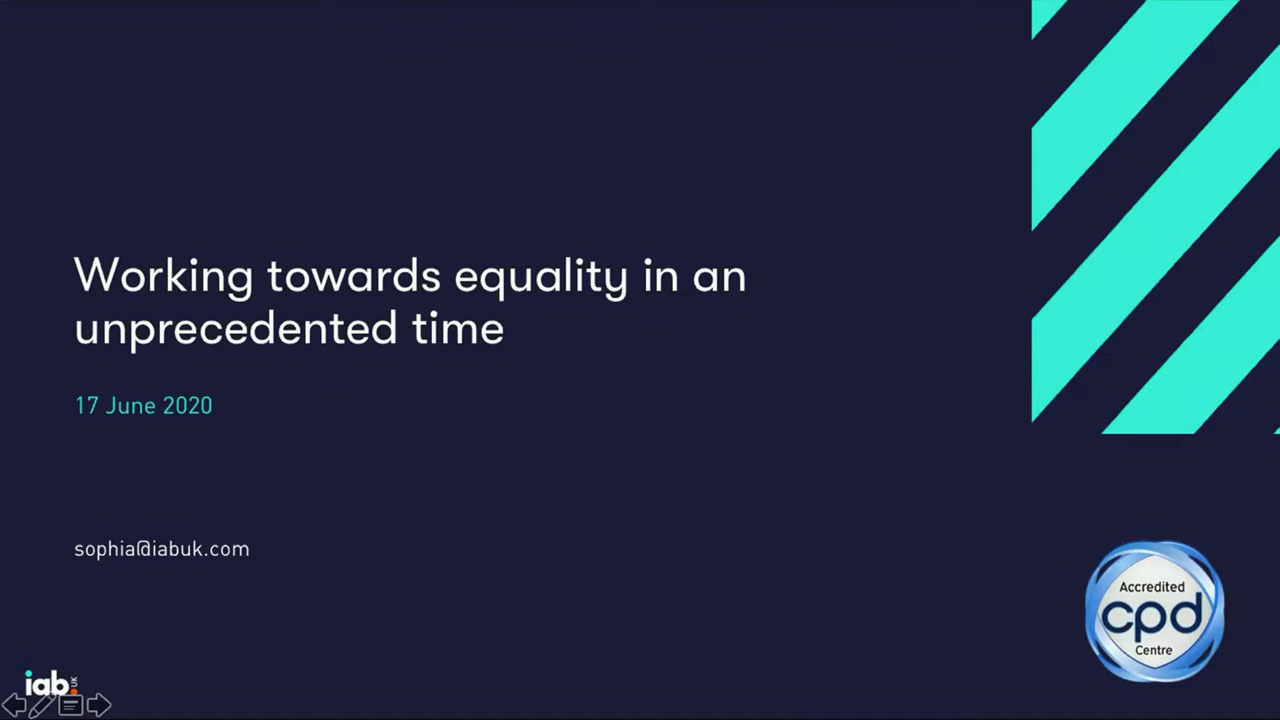 Working towards equality in an
unprecedented time
17 June 2020
sophia@iabuk.com
Accredited
cpd
Centre
iab.UK